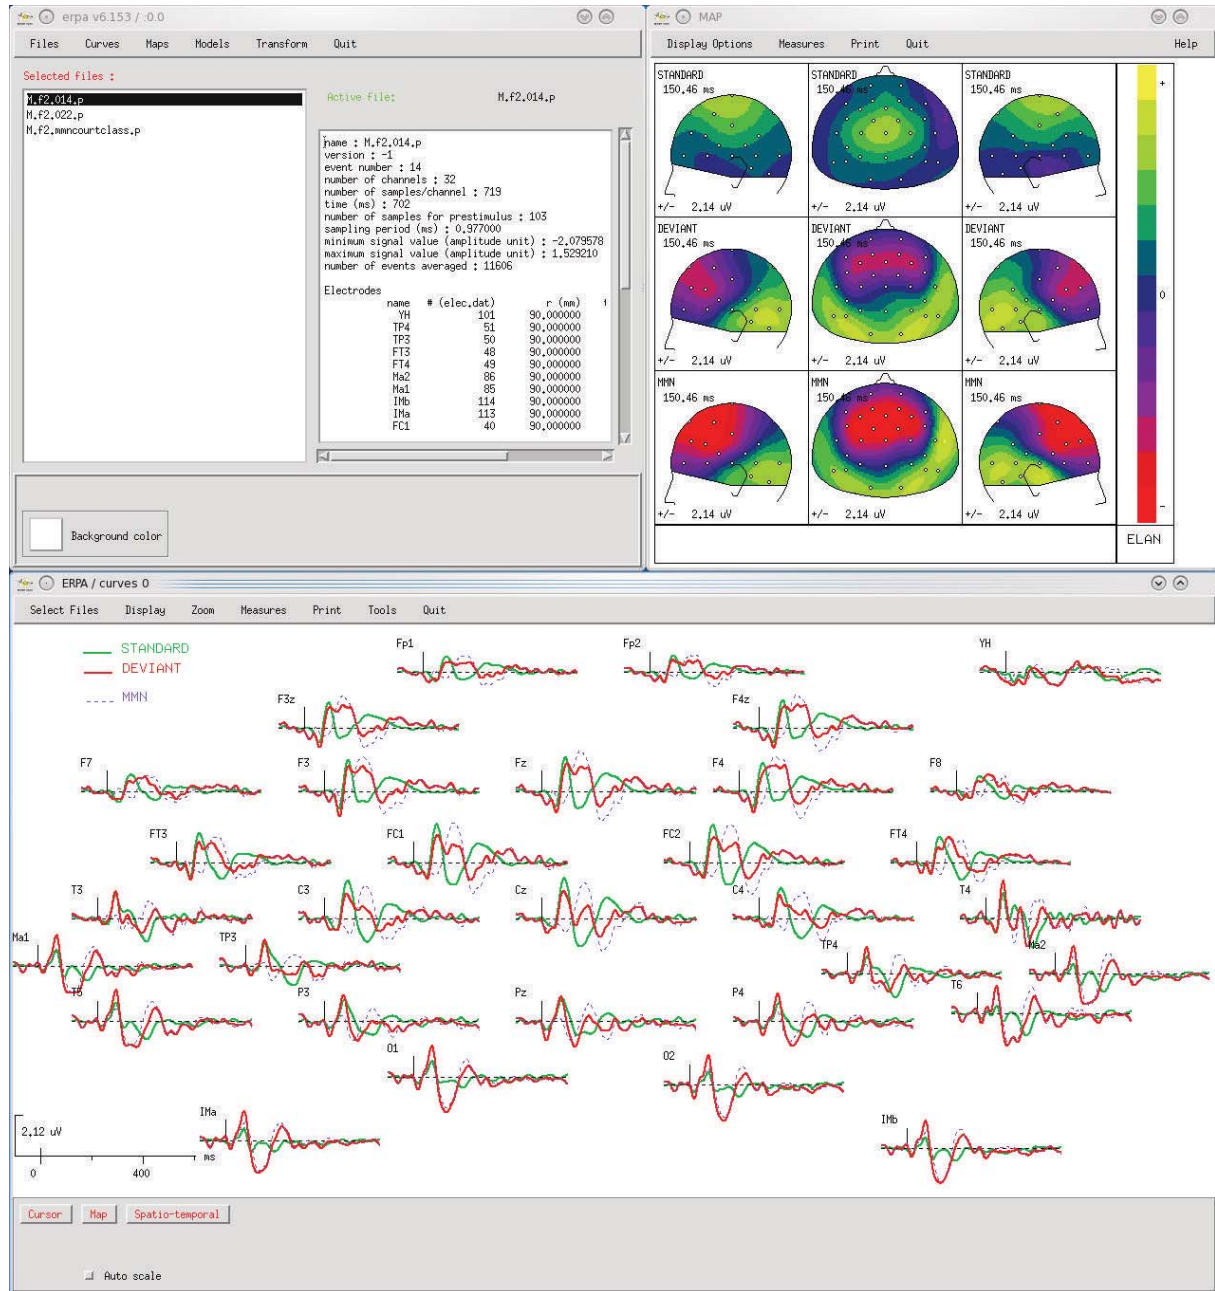 erpa v6.153 / :0.0
Files Curves Maps Models Transform Quit
Selected files :
M.f2.014.p
M.f2.022.p
M.f2.mmncourtclass.p
Active file: M.f2.014.p
name : M.f2.014.p
version : -1
event number : 14
number of channels : 32
number of samples/channel : 719
time (ms) : 702
number of samples for prestimulus : 103
sampling period (ms) : 0.977000
minimum signal value (amplitude unit) : -2.079578
maximum signal value (amplitude unit) : 1.529210
number of events averaged : 11606
Electrodes
name # (elec.dat) r (mm)
YH 101 90.000000
TP4 51 90.000000
TP3 50 90.000000
FT3 48 90.000000
FT4 49 90.000000
Ma2 86 90.000000
Ma1 85 90.000000
IMb 114 90.000000
IMa 113 90.000000
FC1 40 90.000000
Background color
MAP
Display Options Measures Print Quit Help
STANDARD STANDARD STANDARD
150.46 ms 150.46 ms 150.46 ms
+/- 2.14 uV +/- 2.14 uV +/- 2.14 uV
DEVIANT DEVIANT DEVIANT
150.46 ms 150.46 ms 150.46 ms
+/- 2.14 uV +/- 2.14 uV +/- 2.14 uV
MMN MMN MMN
150.46 ms 150.46 ms 150.46 ms
+/- 2.14 uV +/- 2.14 uV +/- 2.14 uV
+
0
-
ELAN
ERPA / curves 0
Select Files Display Zoom Measures Print Tools Quit
STANDARD
DEVIANT
MMN
Fp1 Fp2 YH
F3z F4z
F7 F3 Fz F4 F8
FT3 FC1 FC2 FT4
T3 C3 Cz C4 T4
Ma1 TP3 TP4 Ma2
T5 P3 Pz P4 T6
O1 O2
IMa IMb
2.12 uV
ms
0 400
Cursor Map Spatio-temporal
Auto scale